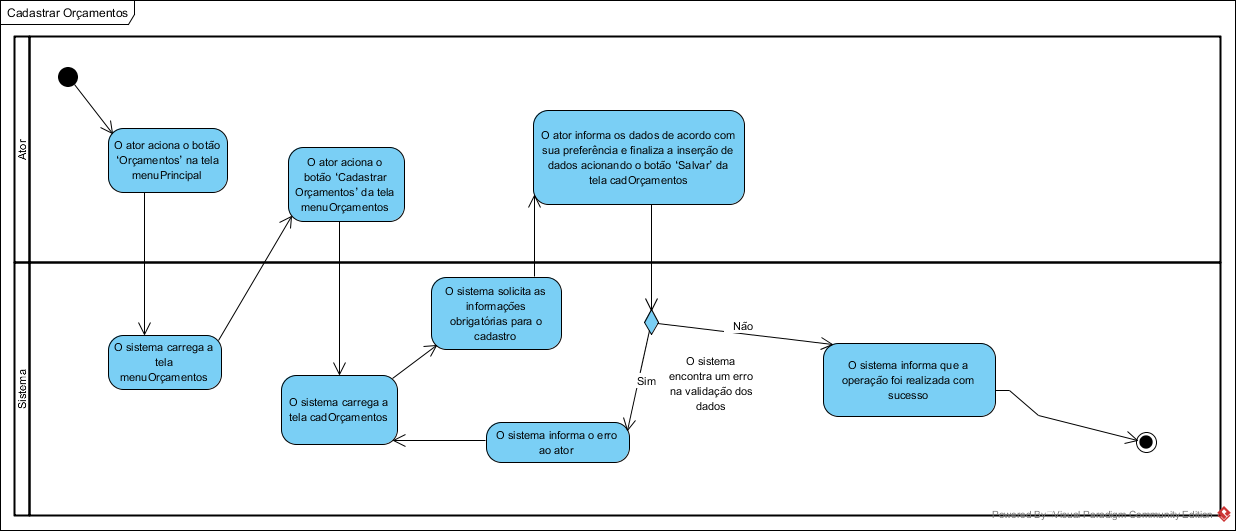 Cadastrar Orçamentos
Ator
O ator aciona o botão
‘Orçamentos’ na tela
menuPrincipal
O ator aciona o
botão ‘Cadastrar
Orçamentos’ da tela
menuOrçamentos
O ator informa os dados de acordo com
sua preferência e finaliza a inserção de
dados acionando o botão ‘Salvar’ da
tela cadOrçamentos
Sistema
O sistema carrega a
tela
menuOrçamentos
O sistema carrega a
tela cadOrçamentos
O sistema solicita as
informações
obrigatórias para o
cadastro
Não
Sim
O sistema
encontra um erro
na validação dos
dados
O sistema informa o erro
ao ator
O sistema informa que a
operação foi realizada com
sucesso
Powered By: Visual Paradigm Community Edition